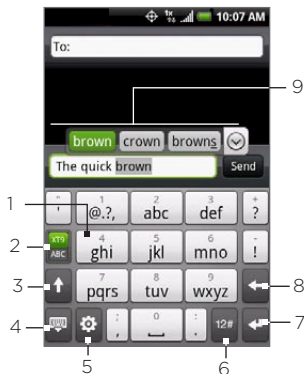 1x 10:07 AM
To:
9
brown crown browns
The quick brown Send
1
" ' 1 @.?, 2 abc 3 def + ?
2
XT9 ABC 4 ghi 5 jkl 6 mno - !
3
7 pqrs 8 tuv 9 wxyz
8
4
; , 0 : . 12#
7
5
6